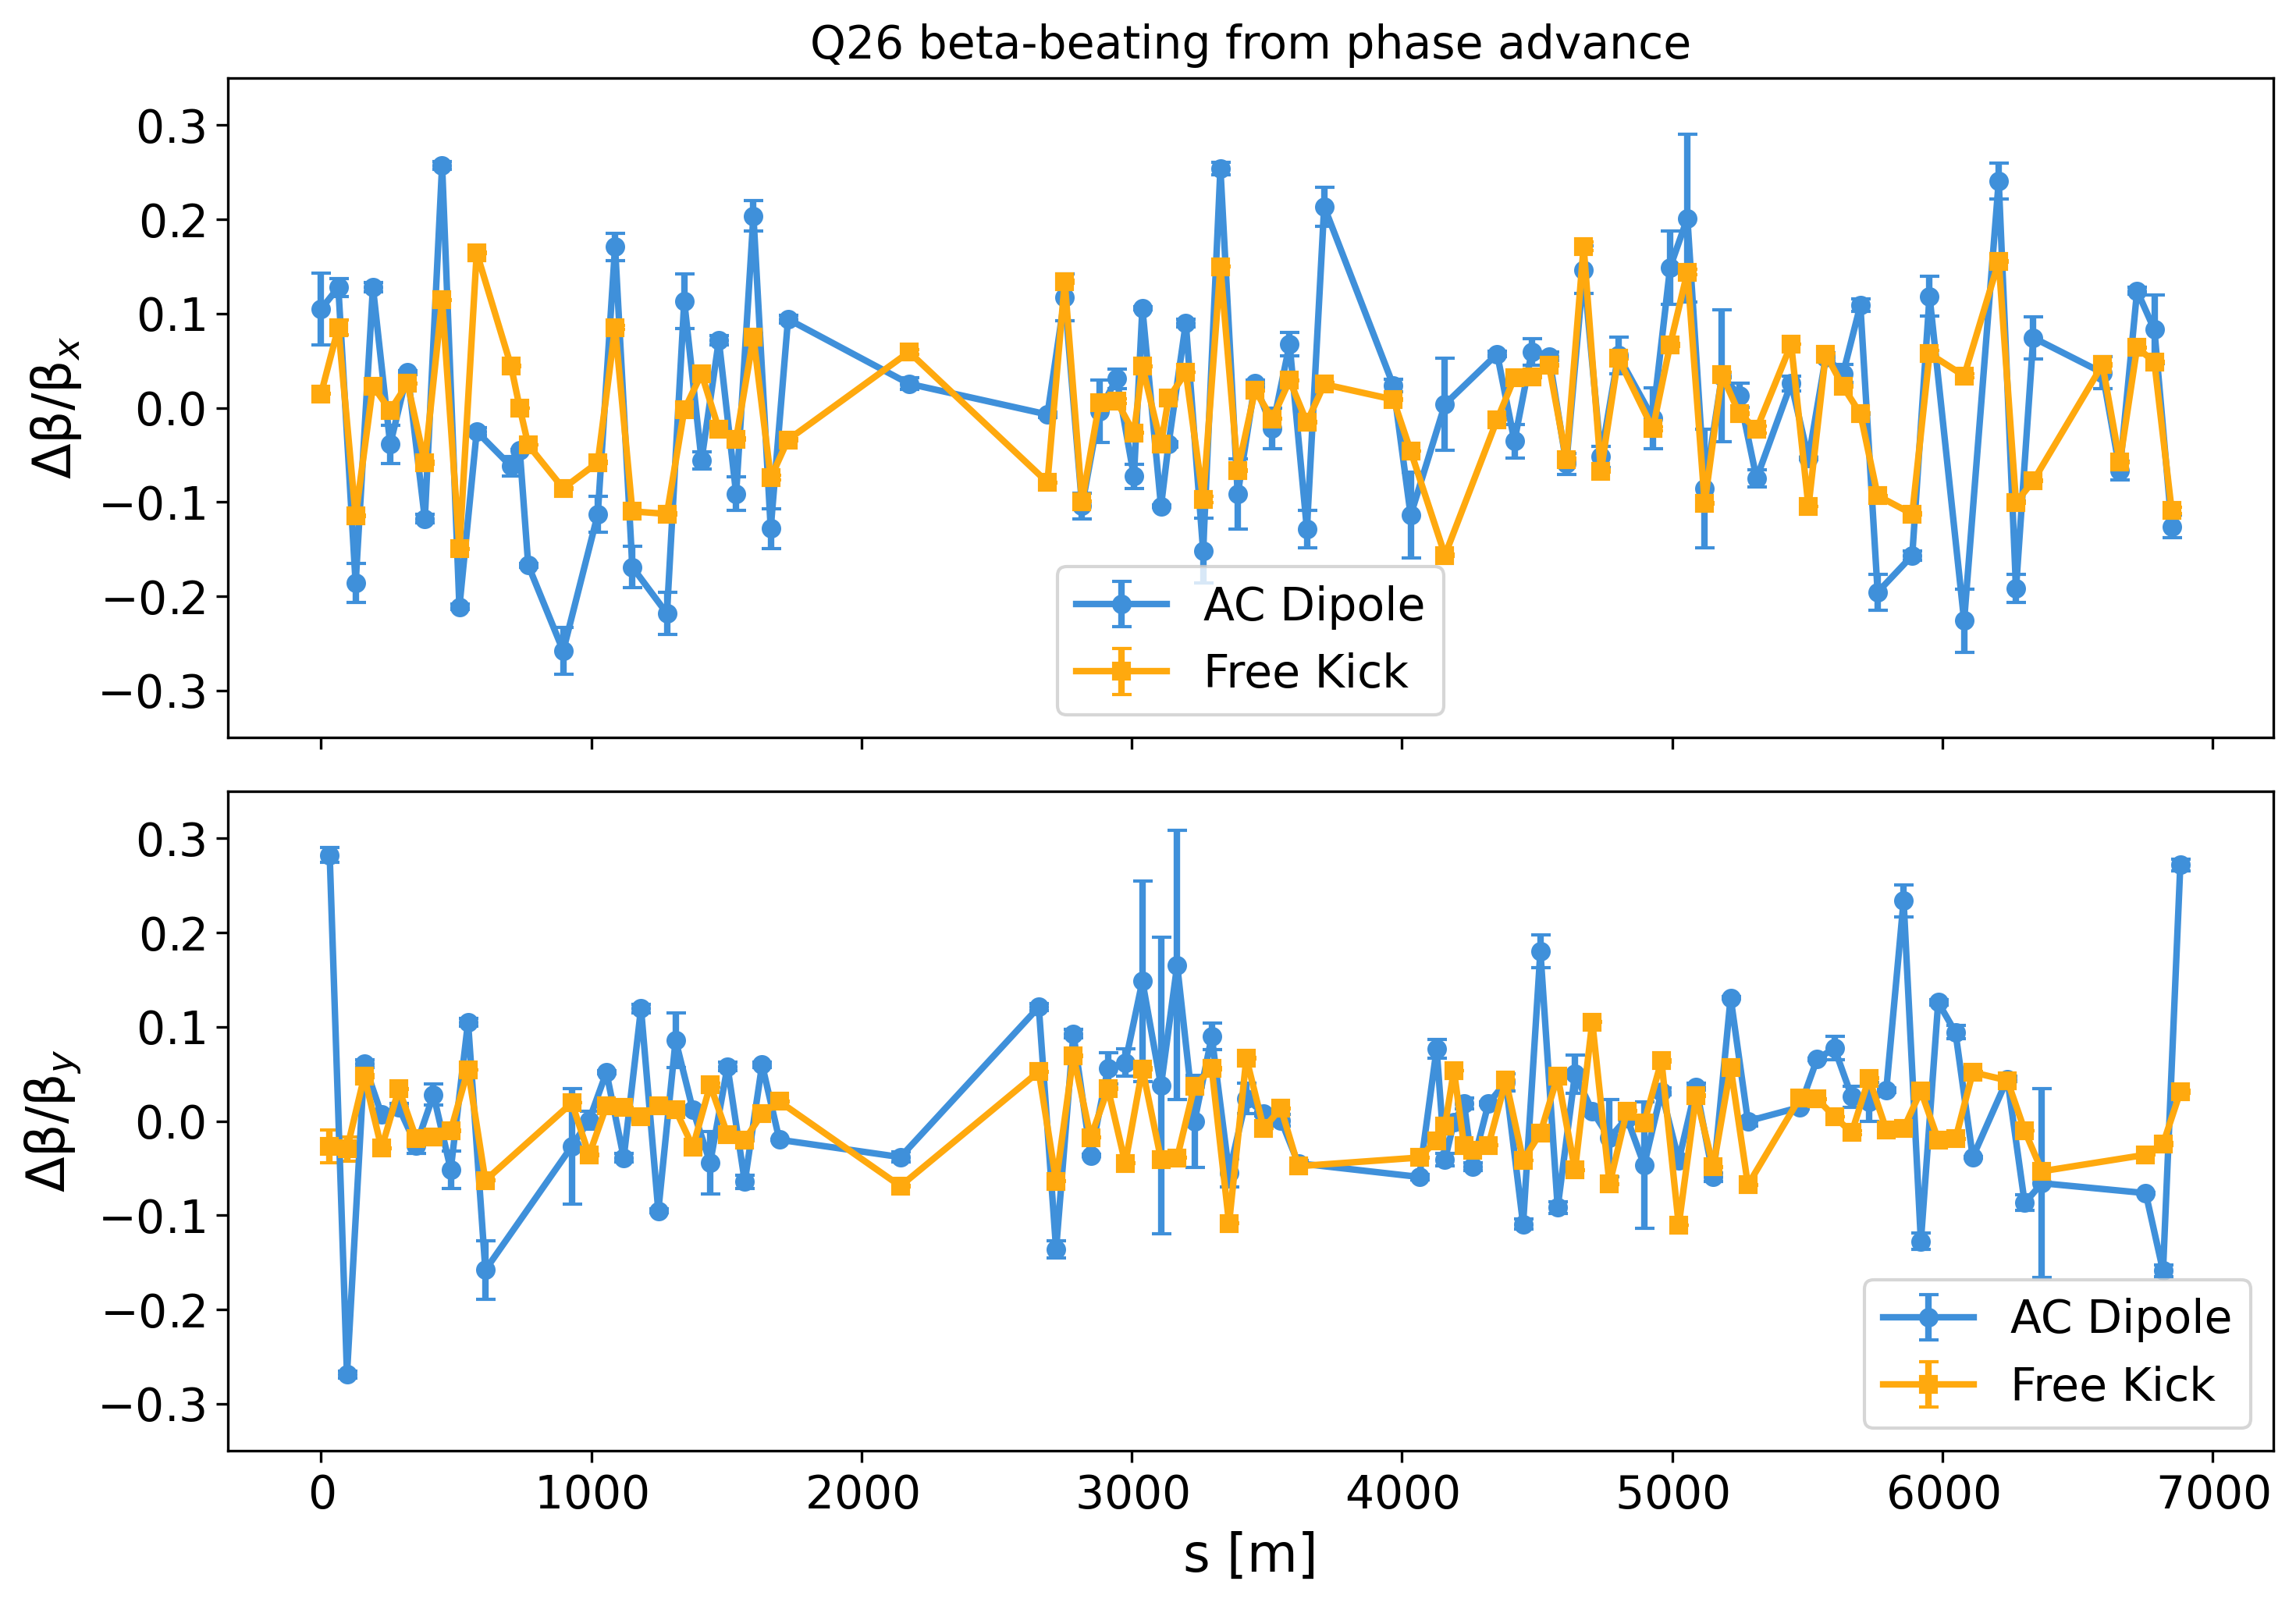 Q26 beta-beating from phase advance
Δβ/βx
0.3
0.2
0.1
0.0
−0.1
−0.2
−0.3
AC Dipole
Free Kick
Δβ/βy
0.3
0.2
0.1
0.0
−0.1
−0.2
−0.3
AC Dipole
Free Kick
0 1000 2000 3000 4000 5000 6000 7000
s [m]